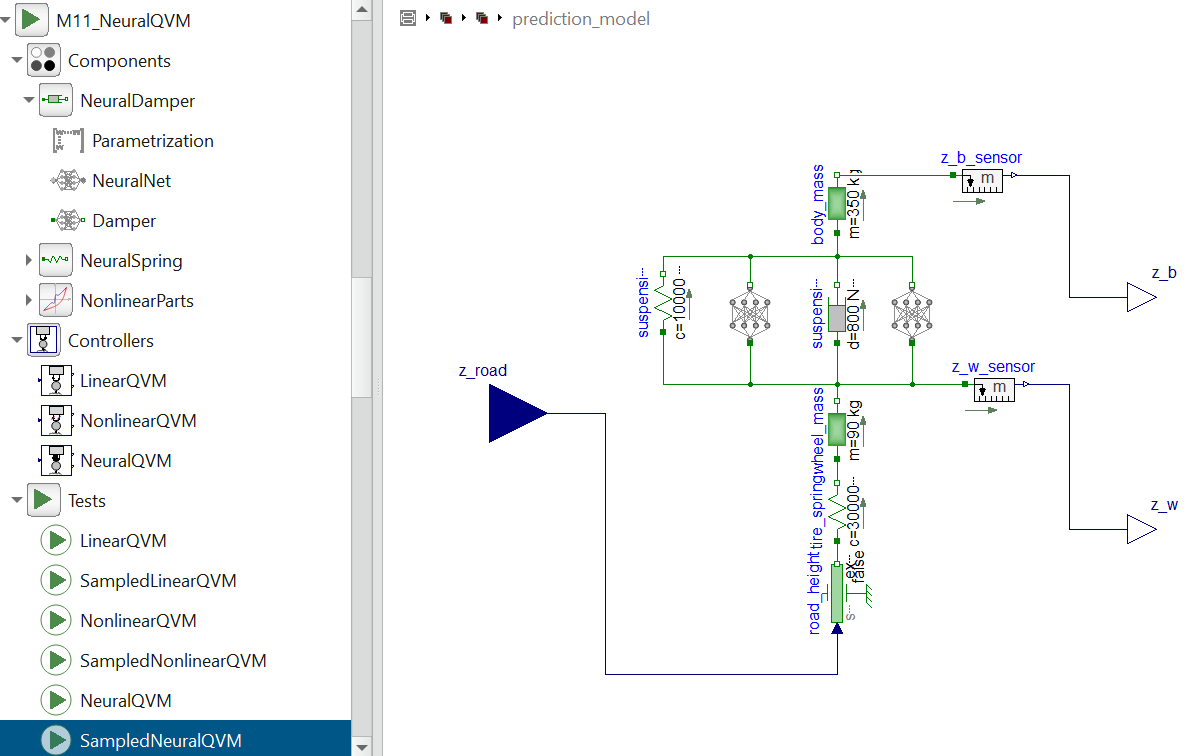 M11_NeuralQVM
Components
NeuralDamper
Parametrization
NeuralNet
Damper
NeuralSpring
NonlinearParts
Controllers
LinearQVM
NonlinearQVM
NeuralQVM
Tests
LinearQVM
SampledLinearQVM
NonlinearQVM
SampledNonlinearQVM
NeuralQVM
SampledNeuralQVM
prediction_model
z_b_sensor
m
body_mass
m=350 kg
z_b
suspensi···
c=10000 ···
suspensi···
d=800 N···
z_w_sensor
m
z_road
wheel_mass
m=90 kg
z_w
tire_spring
c=30000···
road_height
ex···
false
s···